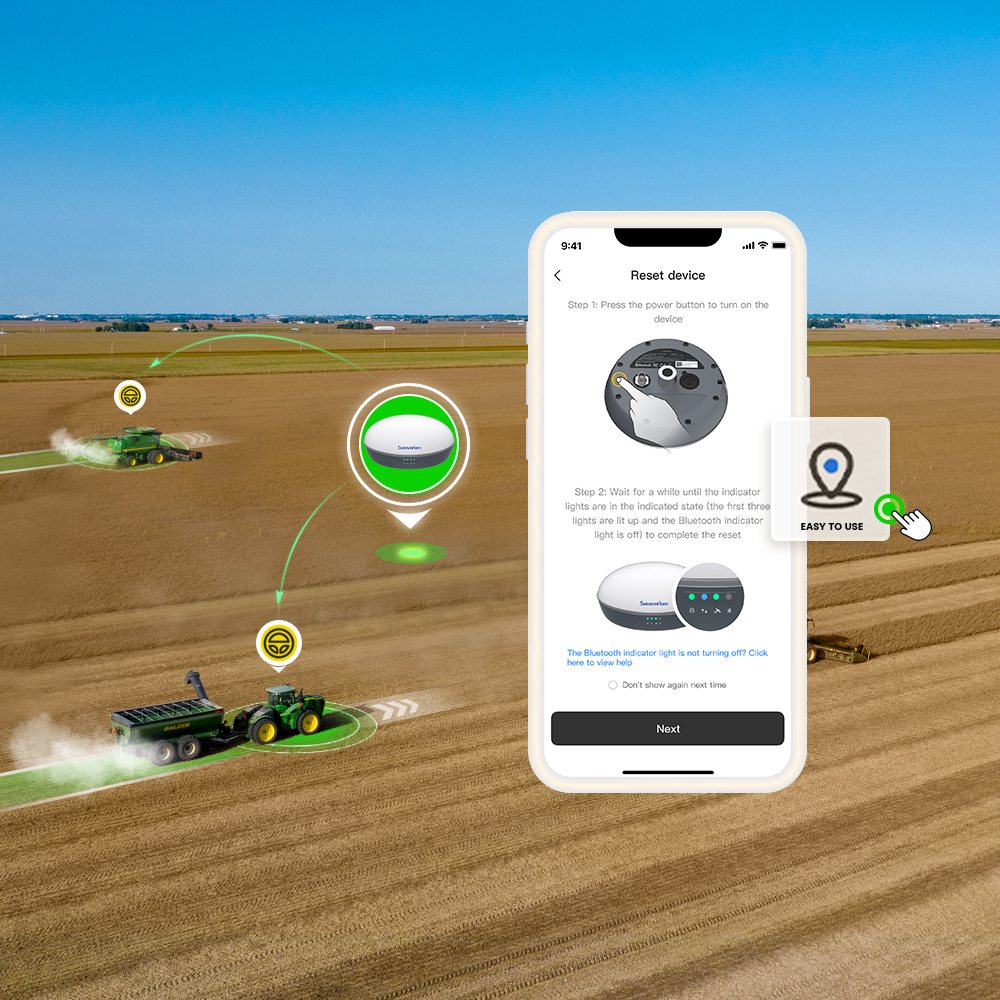 9:41
Reset device
Step 1: Press the power button to turn on the
device
Step 2: Wait for a while until the indicator
lights are in the indicated state (the first three
lights are lit up and the Bluetooth indicator
light is off) to complete the reset
Sveaverken
The Bluetooth indicator light is not turning off? Click
here to view help
Don't show again next time
Next
EASY TO USE
Sveaverken
BALZER